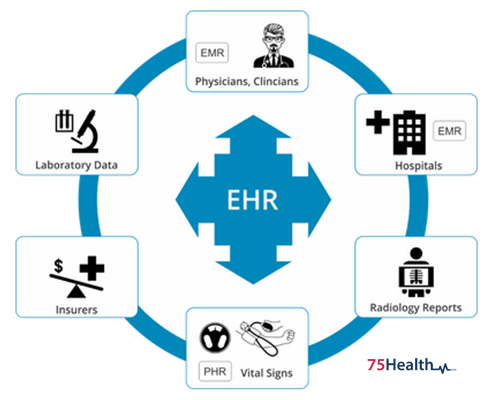 EMR
Physicians, Clincians
Laboratory Data
EMR
Hospitals
EHR
$
Insurers
Radiology Reports
PHR
Vital Signs
75Health